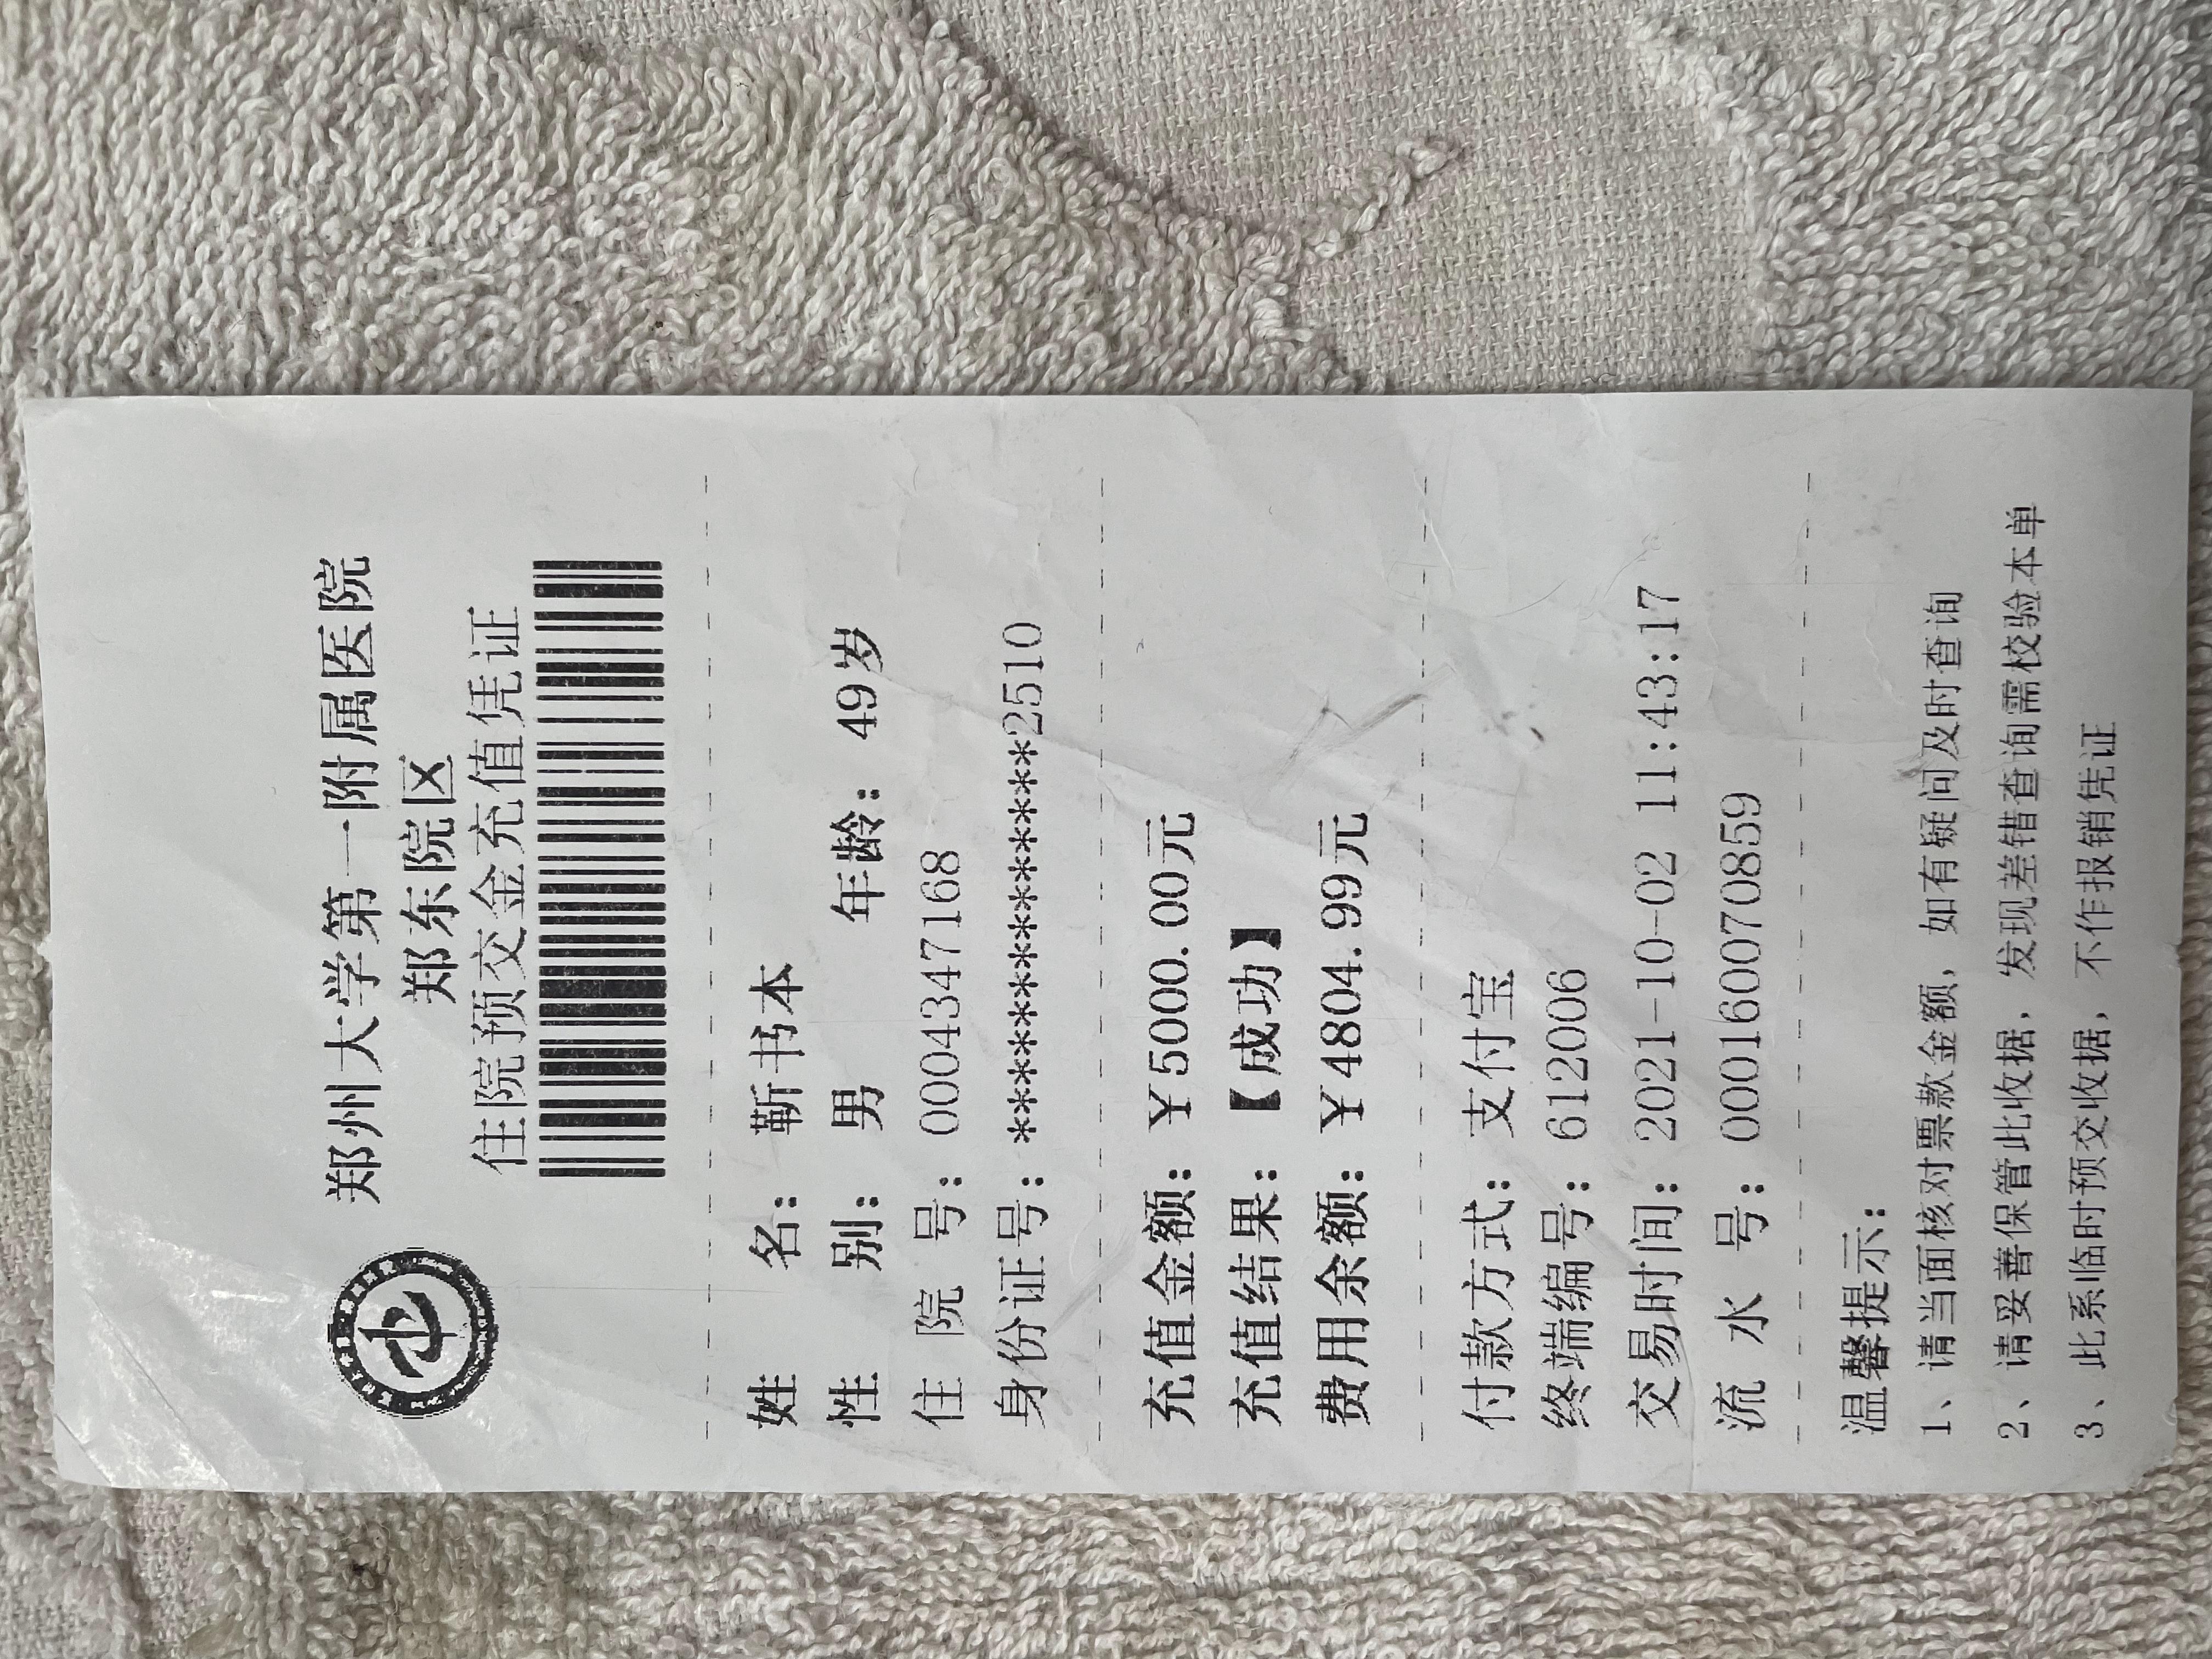 郑州大学第一附属医院
郑东院区
住院预交金充值凭证
姓 名: 靳书本
性 别: 男 年龄: 49岁
住 院 号: 0004347168
身份证号: **************2510
充值金额: ￥5000.00元
充值结果: 【成功】
费用余额: ￥4804.99元
付款方式: 支付宝
终端编号: 6120006
交易时间: 2021-10-02 11:43:17
流 水 号: 000160070859
温馨提示:
1、请当面核对票款金额，如有疑问及时查询
2、请妥善保管此收据，发现差错查询需校验本单
3、此系临时预交收据，不作报销凭证